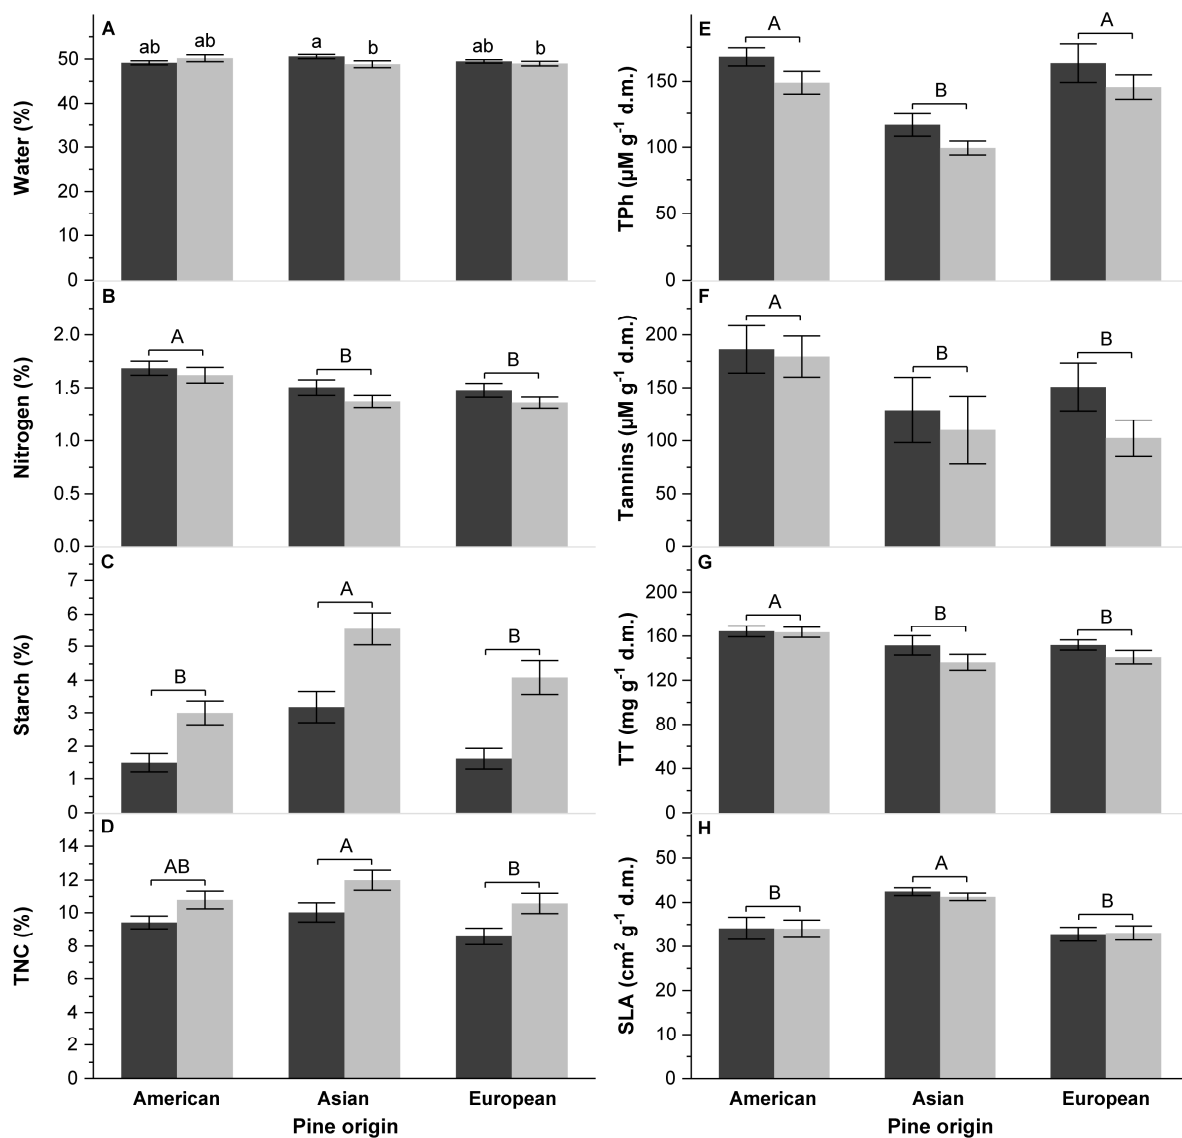 A
Water (%)
50
40
30
20
10
0
ab ab a b ab b
B
Nitrogen (%)
2.0
1.5
1.0
0.5
0.0
A B B
C
Starch (%)
7
6
5
4
3
2
1
0
B A B
D
TNC (%)
14
12
10
8
6
4
2
0
AB A B
American Asian European
Pine origin
E
TPh (µM g⁻¹ d.m.)
150
100
50
0
A B A
F
Tannins (µM g⁻¹ d.m.)
200
150
100
50
0
A B B
G
TT (mg g⁻¹ d.m.)
200
160
120
80
40
0
A B B
H
SLA (cm² g⁻¹ d.m.)
50
40
30
20
10
0
B A B
American Asian European
Pine origin